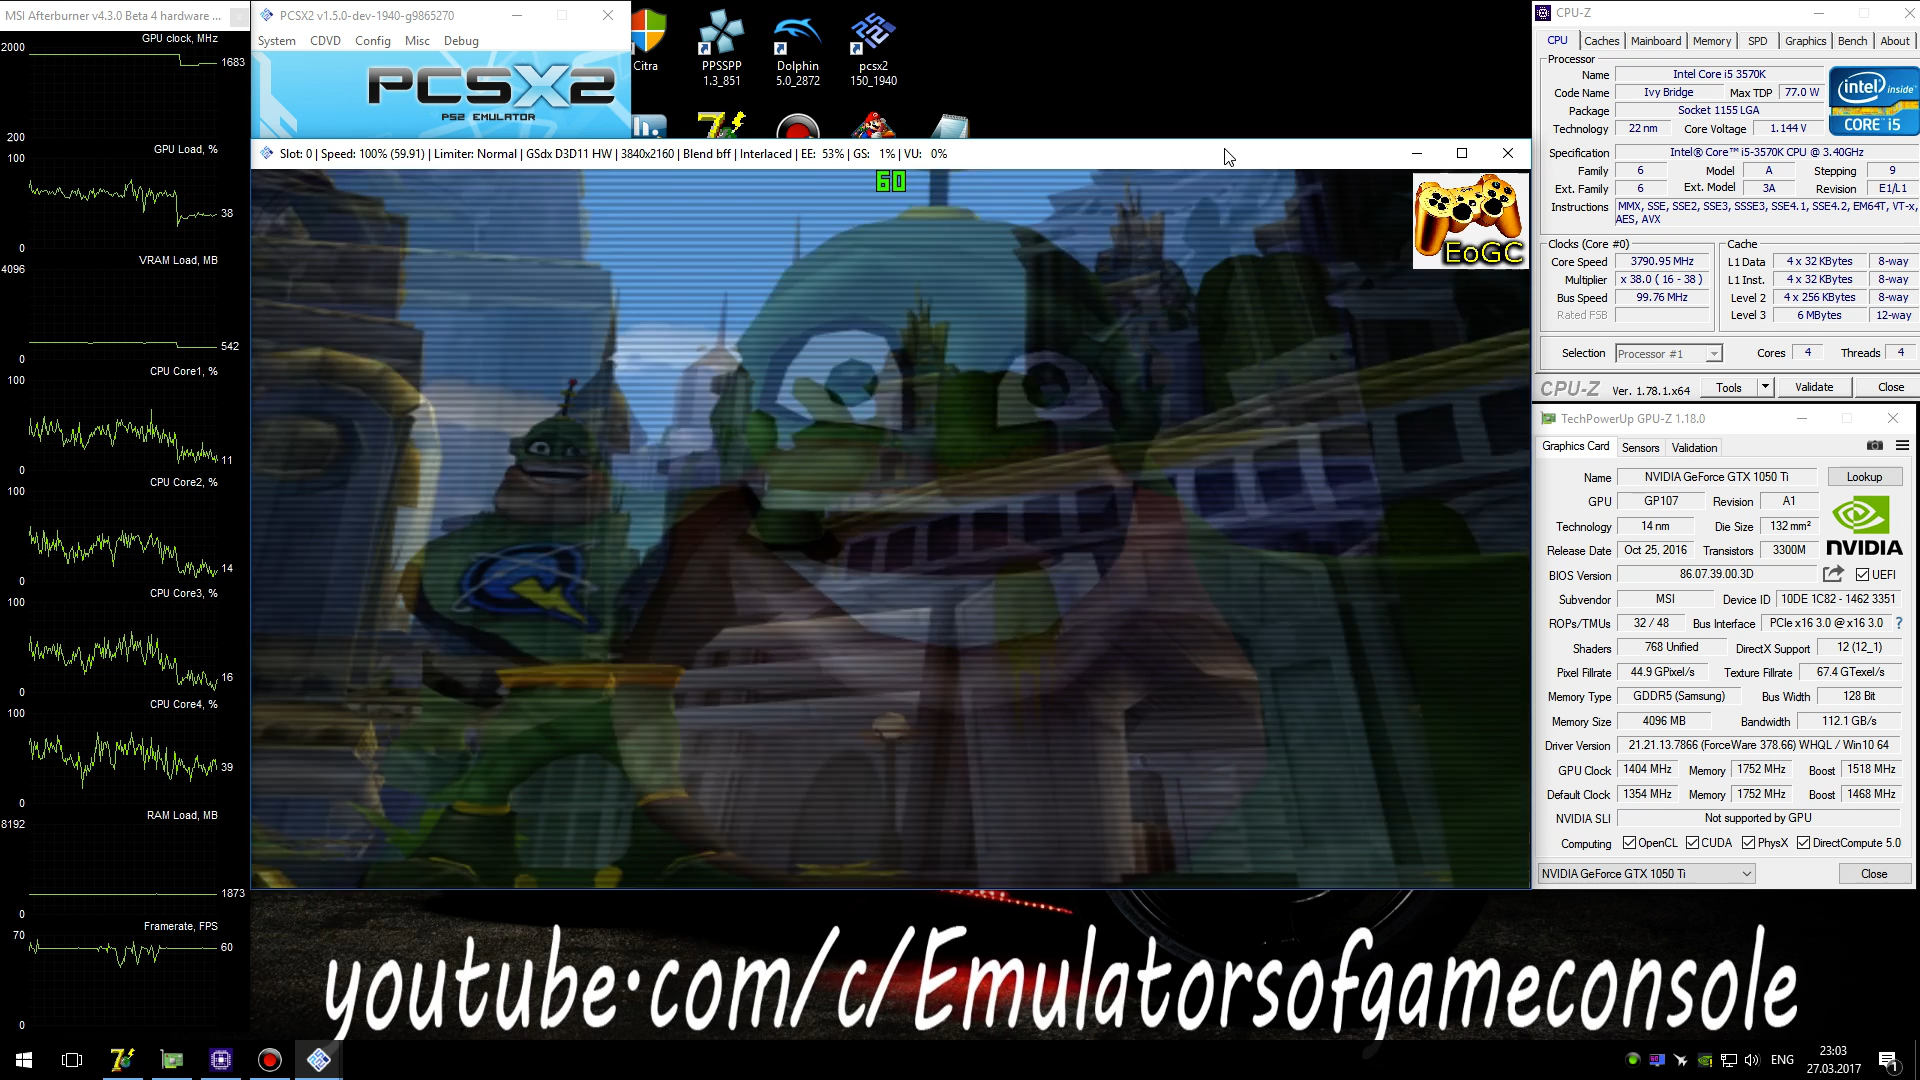 MSI Afterburner v4.3.0 Beta 4 hardware ...
GPU clock, MHz
2000
1683
200
GPU Load, %
100
38
0
VRAM Load, MB
4096
542
0
CPU Core1, %
100
11
0
CPU Core2, %
100
14
0
CPU Core3, %
100
16
0
CPU Core4, %
100
39
0
RAM Load, MB
8192
1873
0
Framerate, FPS
70
60
0
PCSX2 v1.5.0-dev-1940-g9865270
System CDVD Config Misc Debug
PCSX2
PS2 EMULATOR
Citra
PPSSPP
1.3_851
Dolphin
5.0_2872
pcsx2
150_1940
Slot: 0 | Speed: 100% (59.91) | Limiter: Normal | GSdx D3D11 HW | 3840x2160 | Blend bff | Interlaced | EE: 53% | GS: 1% | VU: 0%
60
EoGC
CPU-Z
CPU Caches Mainboard Memory SPD Graphics Bench About
Processor
Name Intel Core i5 3570K
Code Name Ivy Bridge Max TDP 77.0 W
Package Socket 1155 LGA
Technology 22 nm Core Voltage 1.144 V
intel inside
CORE i5
Specification Intel® Core™ i5-3570K CPU @ 3.40GHz
Family 6 Model A Stepping 9
Ext. Family 6 Ext. Model 3A Revision E1/L1
Instructions MMX, SSE, SSE2, SSE3, SSSE3, SSE4.1, SSE4.2, EM64T, VT-x,
AES, AVX
Clocks (Core #0)
Core Speed 3790.95 MHz
Multiplier x 38.0 ( 16 - 38 )
Bus Speed 99.76 MHz
Rated FSB
Cache
L1 Data 4 x 32 KBytes 8-way
L1 Inst. 4 x 32 KBytes 8-way
Level 2 4 x 256 KBytes 8-way
Level 3 6 MBytes 12-way
Selection Processor #1 Cores 4 Threads 4
CPU-Z Ver. 1.78.1.x64 Tools Validate Close
TechPowerUp GPU-Z 1.18.0
Graphics Card Sensors Validation
Name NVIDIA GeForce GTX 1050 Ti Lookup
GPU GP107 Revision A1
Technology 14 nm Die Size 132 mm²
Release Date Oct 25, 2016 Transistors 3300M
NVIDIA
BIOS Version 86.07.39.00.3D UEFI
Subvendor MSI Device ID 10DE 1C82 - 1462 3351
ROPs/TMUs 32 / 48 Bus Interface PCIe x16 3.0 @ x16 3.0 ?
Shaders 768 Unified DirectX Support 12 (12_1)
Pixel Fillrate 44.9 GPixel/s Texture Fillrate 67.4 GTexel/s
Memory Type GDDR5 (Samsung) Bus Width 128 Bit
Memory Size 4096 MB Bandwidth 112.1 GB/s
Driver Version 21.21.13.7866 (ForceWare 378.66) WHQL / Win10 64
GPU Clock 1404 MHz Memory 1752 MHz Boost 1518 MHz
Default Clock 1354 MHz Memory 1752 MHz Boost 1468 MHz
NVIDIA SLI Not supported by GPU
Computing OpenCL CUDA PhysX DirectCompute 5.0
NVIDIA GeForce GTX 1050 Ti Close
youtube.com/c/Emulatorsofgameconsole
ENG
23:03
27.03.2017
1